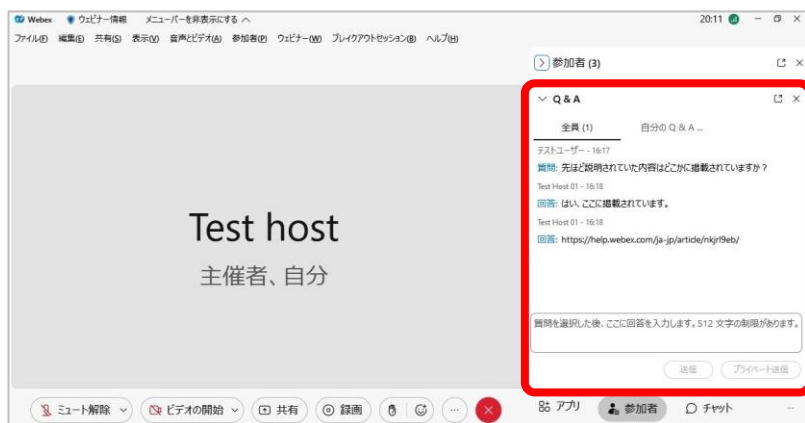 Webex ウェビナー情報 メニューバーを非表示にする 20:11
ファイル(F) 編集(E) 共有(S) 表示(V) 音声とビデオ(A) 参加者(P) ウェビナー(W) ブレイクアウトセッション(B) ヘルプ(H)
参加者 (3)
Q & A
全員 (1) 自分の Q & A ...
テストユーザー - 16:17
質問: 先ほど説明されていた内容はどこかに掲載されていますか？
Test Host 01 - 16:18
回答: はい、ここに掲載されています。
Test Host 01 - 16:18
回答: https://help.webex.com/ja-jp/article/nkjrl9eb/
Test host
主催者、自分
質問を選択した後、ここに回答を入力します。512 文字の制限があります。
送信 プライベート送信
ミュート解除 ビデオの開始 共有 録画 アプリ 参加者 チャット